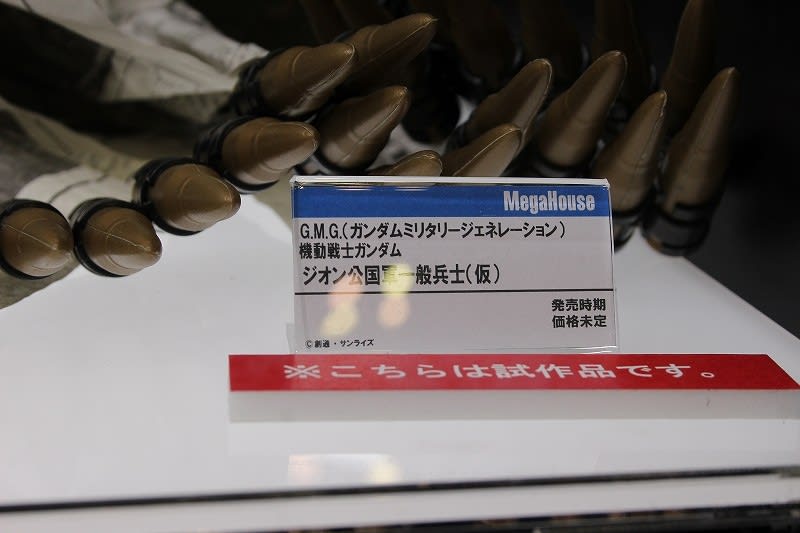 MegaHouse
G.M.G.(ガンダムミリタリージェネレーション)
機動戦士ガンダム
ジオン公国軍一般兵士(仮)
発売時期
価格未定
© 創通・サンライズ
※こちらは試作品です。